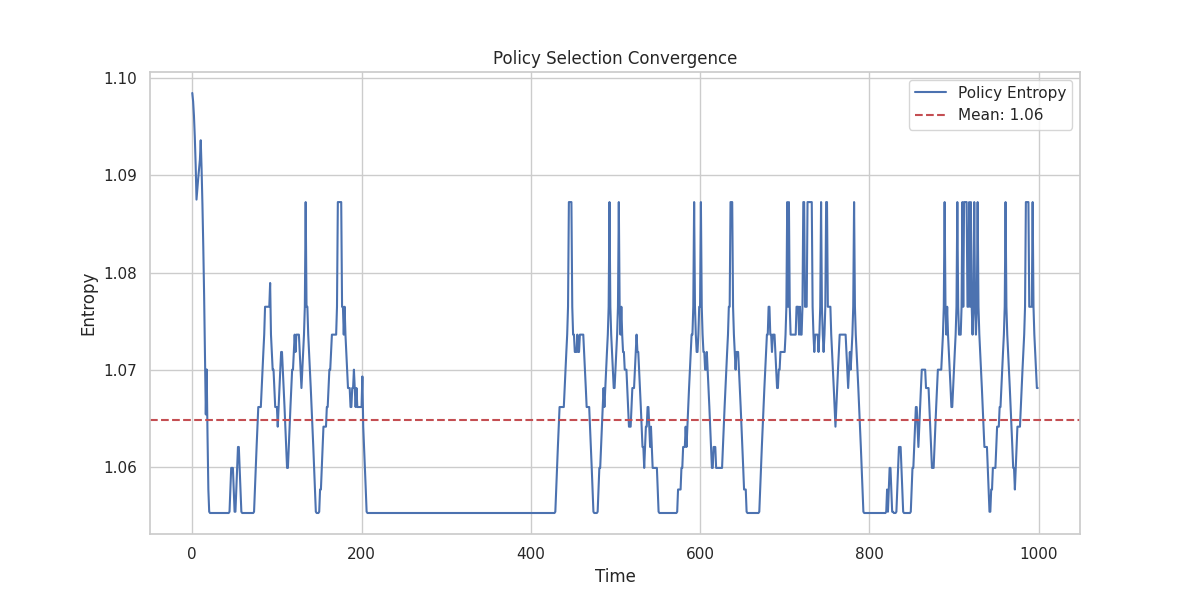 Policy Selection Convergence
Policy Entropy
Mean: 1.06
Entropy
1.10
1.09
1.08
1.07
1.06
0
200
400
600
800
1000
Time